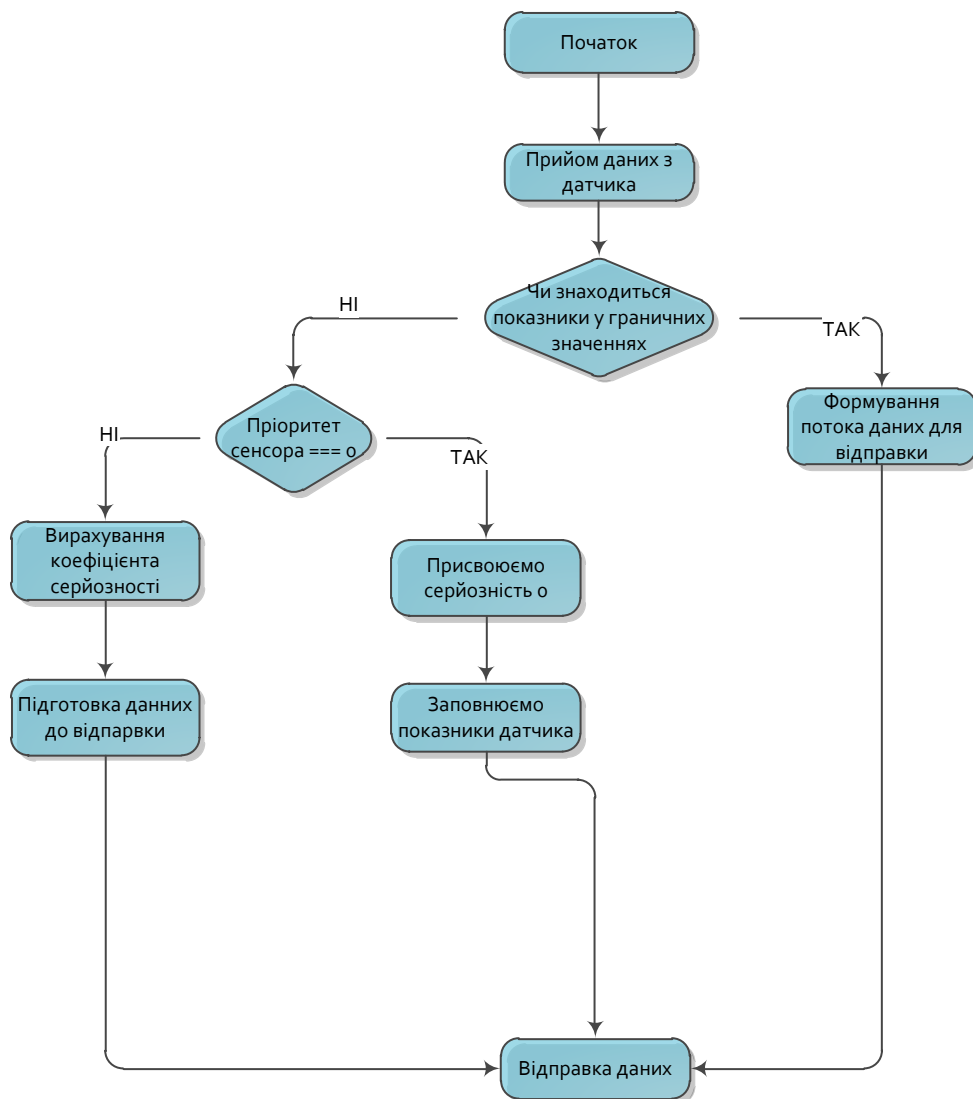 Початок
Прийом даних з
датчика
Чи знаходиться
показники у граничних
значеннях
НІ
ТАК
Формування
потока даних для
відправки
Пріоритет
сенсора === 0
НІ
ТАК
Вирахування
коефіцієнта
серйозності
Присвоюємо
серйозність 0
Підготовка данних
до відпарвки
Заповнюємо
показники датчика
Відправка даних